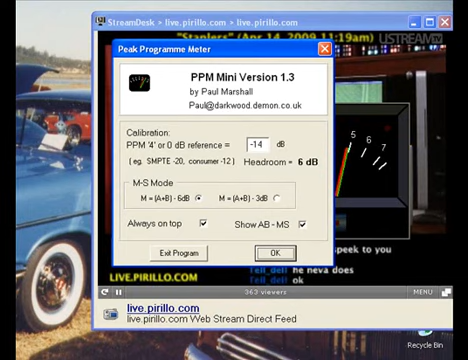 StreamDesk > live.pirillo.com > live.pirillo.com
"Staplers" (Apr 14, 2009 11:19am)
USTREAM TV
Peak Programme Meter
PPM Mini Version 1.3
by Paul Marshall
Paul@darkwood.demon.co.uk
Calibration:
PPM '4' or 0 dB reference = -14 dB
( eg. SMPTE -20, consumer -12 ) Headroom = 6 dB
M-S Mode
M = (A+B) - 6dB M = (A+B) - 3dB
Always on top Show AB - MS
Exit Program OK
5 6 7
speek to you
he neva does
ok
LIVE.PIRILLO.COM
363 viewers MENU
live.pirillo.com
live.pirillo.com Web Stream Direct Feed
Recycle Bin